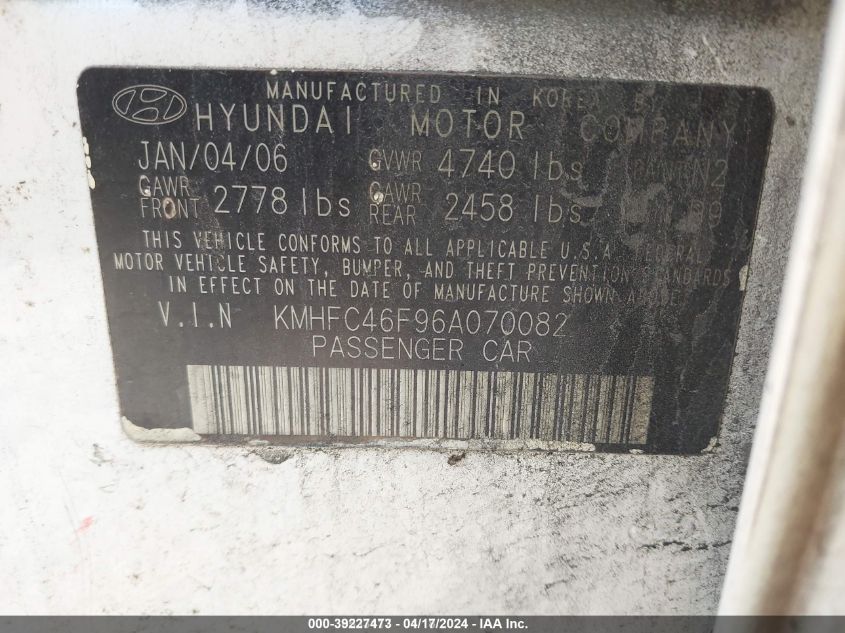 MANUFACTURED IN KOREA BY
HYUNDAI MOTOR COMPANY
JAN/04/06 GVWR 4740 lbs
GAWR FRONT 2778 lbs GAWR REAR 2458 lbs
THIS VEHICLE CONFORMS TO ALL APPLICABLE U.S.A FEDERAL
MOTOR VEHICLE SAFETY, BUMPER, AND THEFT PREVENTION STANDARDS
IN EFFECT ON THE DATE OF MANUFACTURE SHOWN ABOVE.
V.I.N KMHFC46F96A070082
PASSENGER CAR
000-39227473 - 04/17/2024 - IAA Inc.